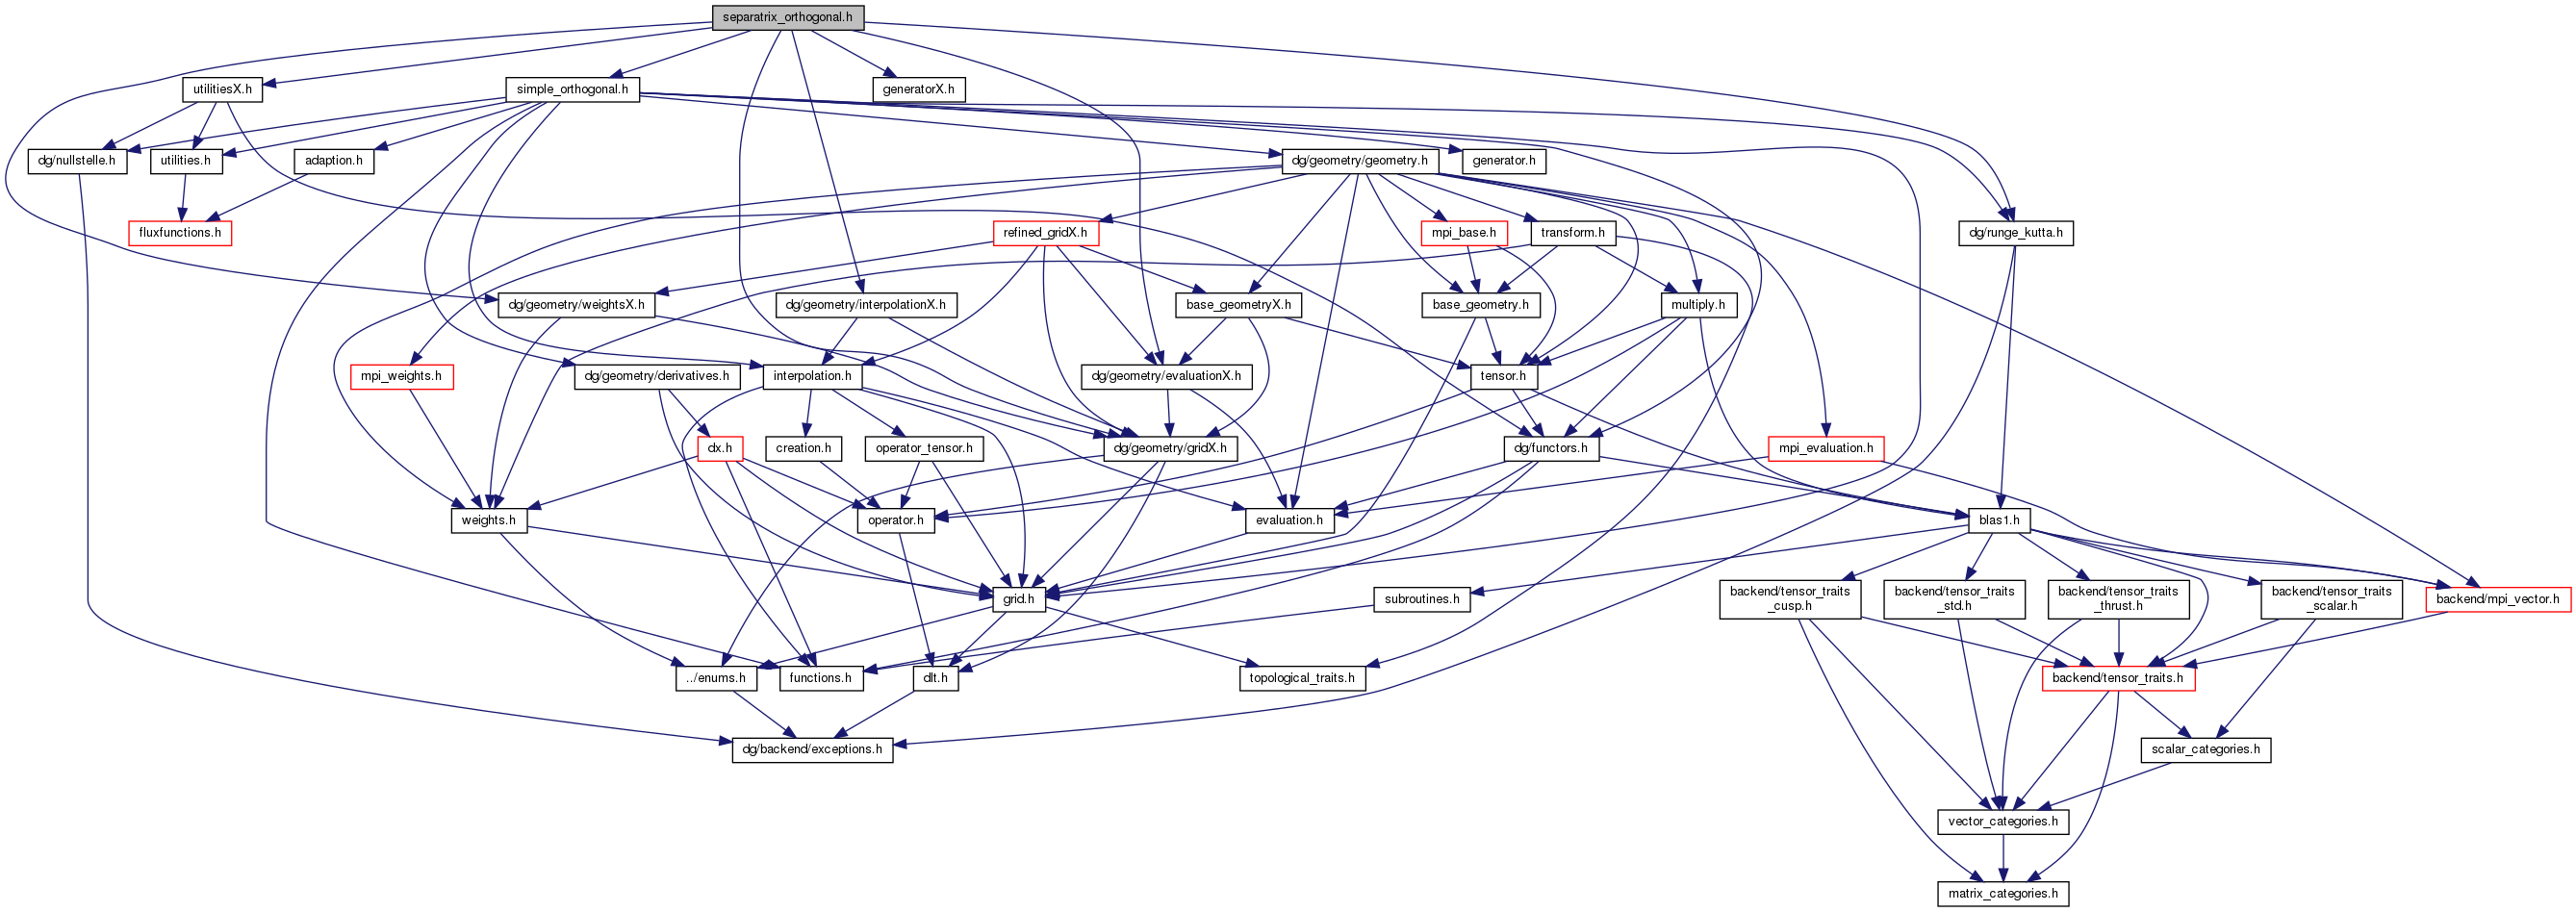 separatrix_orthogonal.h
utilitiesX.h
simple_orthogonal.h
generatorX.h
dg/nullstelle.h
utilities.h
adaption.h
dg/geometry/geometry.h
generator.h
fluxfunctions.h
refined_gridX.h
mpi_base.h
transform.h
dg/runge_kutta.h
dg/geometry/weightsX.h
dg/geometry/interpolationX.h
base_geometryX.h
base_geometry.h
multiply.h
mpi_weights.h
dg/geometry/derivatives.h
interpolation.h
dg/geometry/evaluationX.h
tensor.h
dx.h
creation.h
operator_tensor.h
dg/geometry/gridX.h
dg/functors.h
mpi_evaluation.h
weights.h
operator.h
evaluation.h
blas1.h
grid.h
subroutines.h
backend/tensor_traits
_cusp.h
backend/tensor_traits
_std.h
backend/tensor_traits
_thrust.h
backend/tensor_traits
_scalar.h
backend/mpi_vector.h
../enums.h
functions.h
dlt.h
topological_traits.h
backend/tensor_traits.h
dg/backend/exceptions.h
scalar_categories.h
vector_categories.h
matrix_categories.h